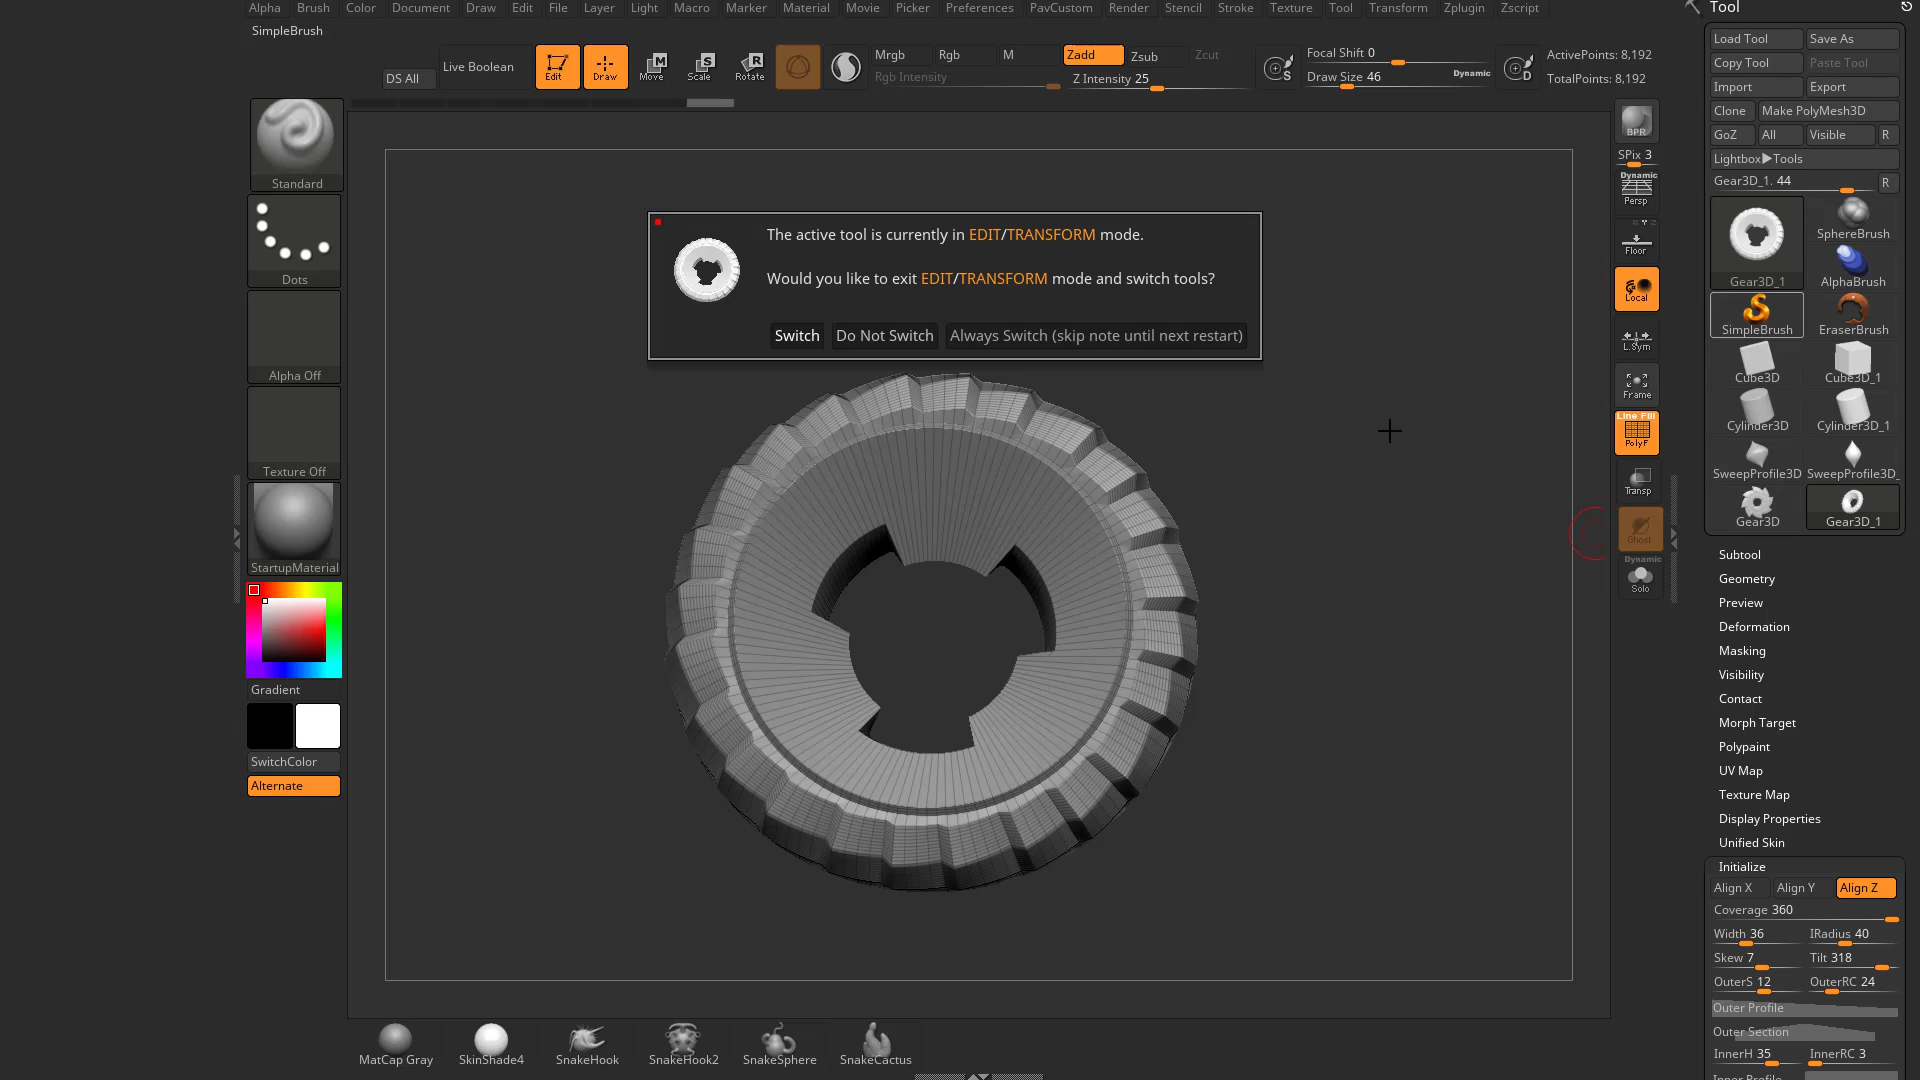 Alpha Brush Color Document Draw Edit File Layer Light Macro Marker Material Movie Picker Preferences PavCustom Render Stencil Stroke Texture Tool Transform Zplugin Zscript
SimpleBrush
DS All
Live Boolean
Edit
Draw
Move
Scale
Rotate
Mrgb Rgb M
Rgb Intensity
Zadd Zsub Zcut
Z Intensity 25
Focal Shift 0
Draw Size 46
Dynamic
ActivePoints: 8,192
TotalPoints: 8,192
Standard
Dots
Alpha Off
Texture Off
StartupMaterial
Gradient
SwitchColor
Alternate
The active tool is currently in EDIT/TRANSFORM mode.
Would you like to exit EDIT/TRANSFORM mode and switch tools?
Switch Do Not Switch Always Switch (skip note until next restart)
MatCap Gray SkinShade4 SnakeHook SnakeHook2 SnakeSphere SnakeCactus
BPR
SPix 3
Dynamic
Persp
Floor
Local
L.Sym
Frame
Line Fill
PolyF
Transp
Ghost
Dynamic
Solo
Tool
Load Tool Save As
Copy Tool Paste Tool
Import Export
Clone Make PolyMesh3D
GoZ All Visible R
Lightbox▶Tools
Gear3D_1. 44 R
Gear3D_1 SphereBrush
AlphaBrush
SimpleBrush EraserBrush
Cube3D Cube3D_1
Cylinder3D Cylinder3D_1
SweepProfile3D SweepProfile3D_
Gear3D Gear3D_1
Subtool
Geometry
Preview
Deformation
Masking
Visibility
Contact
Morph Target
Polypaint
UV Map
Texture Map
Display Properties
Unified Skin
Initialize
Align X Align Y Align Z
Coverage 360
Width 36 IRadius 40
Skew 7 Tilt 318
OuterS 12 OuterRC 24
Outer Profile
Outer Section
InnerH 35 InnerRC 3
Inner Profile